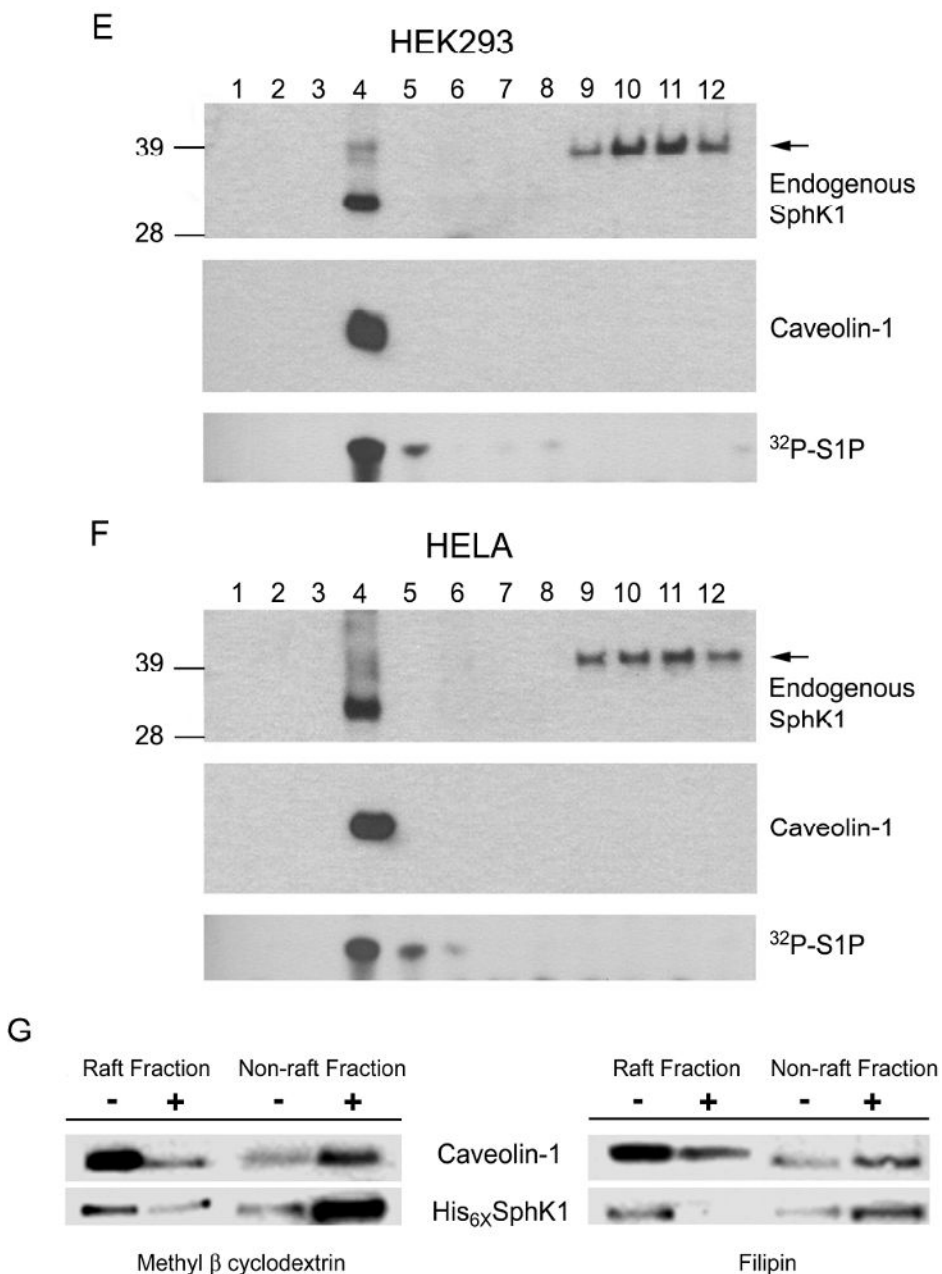 E
HEK293
1 2 3 4 5 6 7 8 9 10 11 12
39
28
Endogenous
SphK1
Caveolin-1
32P-S1P
F
HELA
1 2 3 4 5 6 7 8 9 10 11 12
39
28
Endogenous
SphK1
Caveolin-1
32P-S1P
G
Raft Fraction Non-raft Fraction Raft Fraction Non-raft Fraction
- + - + - + - +
Caveolin-1
His6XSphK1
Methyl β cyclodextrin Filipin